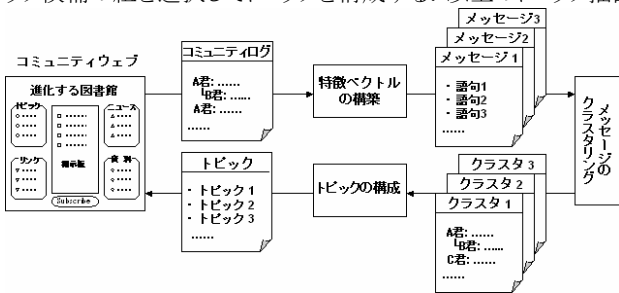 コミュニティウェブ
進化する図書館
トピック
ニュース
掲示板
リンク
資料
Subscribe
コミュニティログ
A君: ......
┗B君: ......
A君: ......
......
特徴ベクトル
の構築
メッセージ3
メッセージ2
メッセージ 1
・ 語句1
・ 語句2
・ 語句3
......
メッセージの
クラスタリング
クラスタ 3
クラスタ 2
クラスタ 1
A君: ......
┗B君: ......
C君: ......
......
トピックの構成
トピック
・ トピック 1
・ トピック 2
・ トピック 3
......